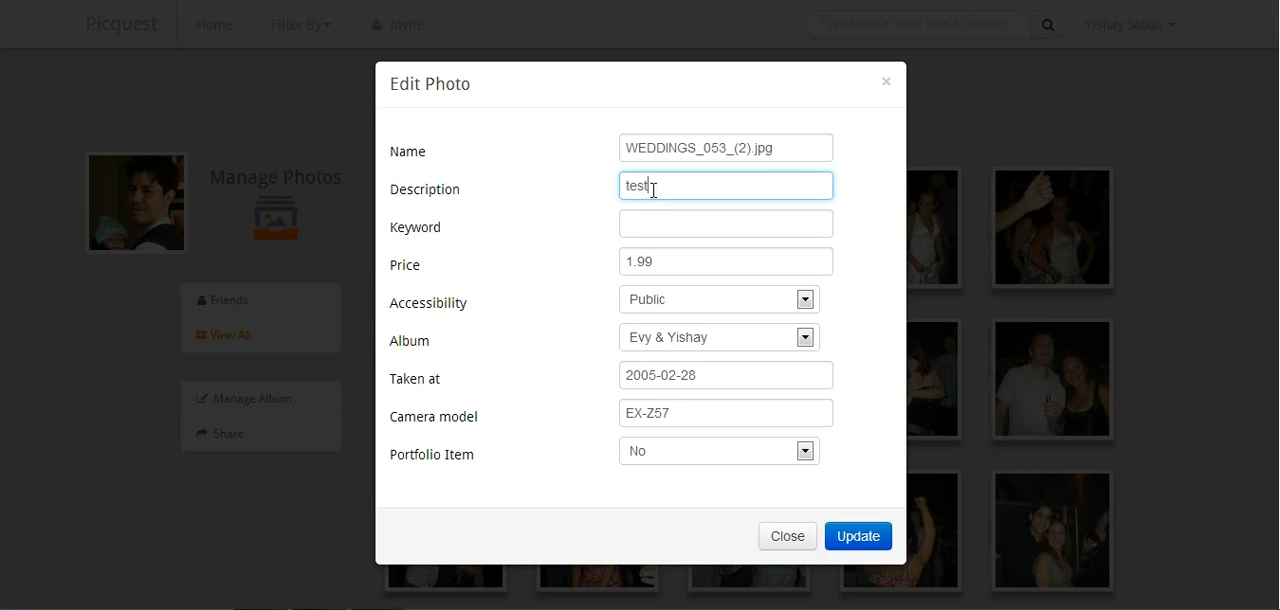 Picquest Home Filter By Invite Type friend's name here to search Yishay Saban
Edit Photo ×
Name WEDDINGS_053_(2).jpg
Manage Photos
Description test
Keyword
Price 1.99
Friends
Accessibility Public
View All
Album Evy & Yishay
Taken at 2005-02-28
Manage Album
Camera model EX-Z57
Share
Portfolio Item No
Close Update